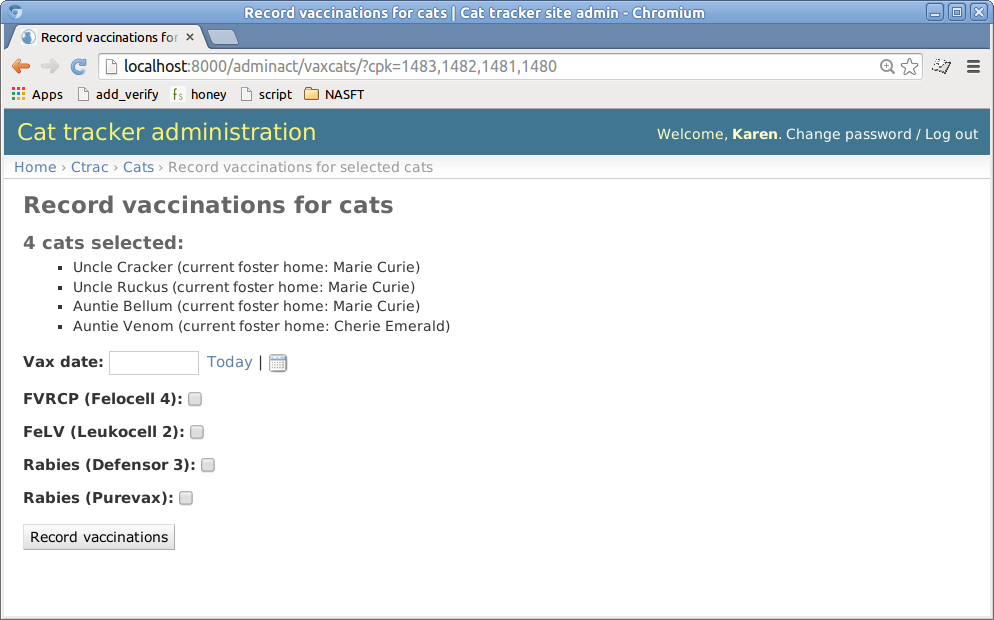 Record vaccinations for cats | Cat tracker site admin - Chromium
Record vaccinations for
localhost:8000/adminact/vaxcats/?cpk=1483,1482,1481,1480
Apps add_verify fs honey script NASFT
Cat tracker administration Welcome, Karen. Change password / Log out
Home › Ctrac › Cats › Record vaccinations for selected cats
Record vaccinations for cats
4 cats selected:
Uncle Cracker (current foster home: Marie Curie)
Uncle Ruckus (current foster home: Marie Curie)
Auntie Bellum (current foster home: Marie Curie)
Auntie Venom (current foster home: Cherie Emerald)
Vax date: Today |
FVRCP (Felocell 4):
FeLV (Leukocell 2):
Rabies (Defensor 3):
Rabies (Purevax):
Record vaccinations